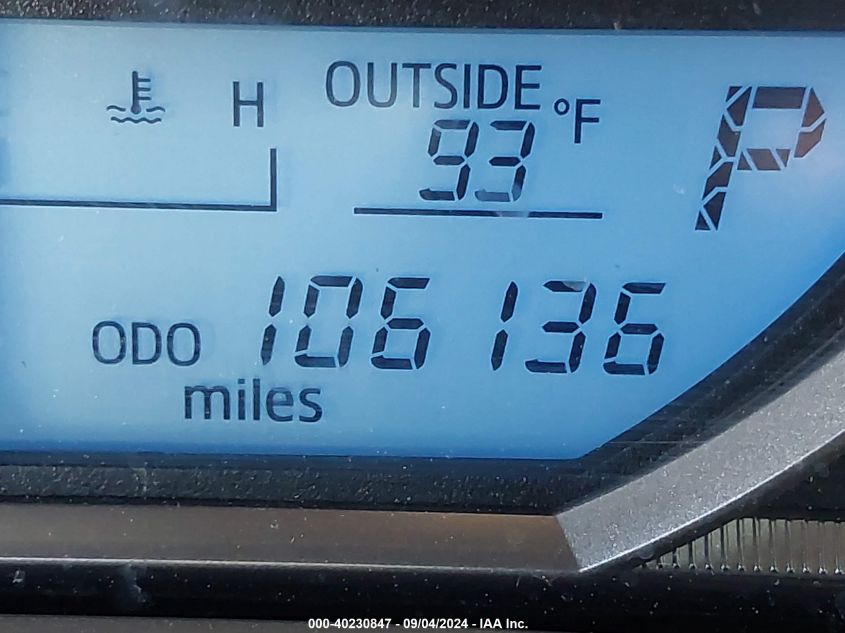 H
OUTSIDE
93 °F
P
ODO 106136
miles
000-40230847 - 09/04/2024 - IAA Inc.